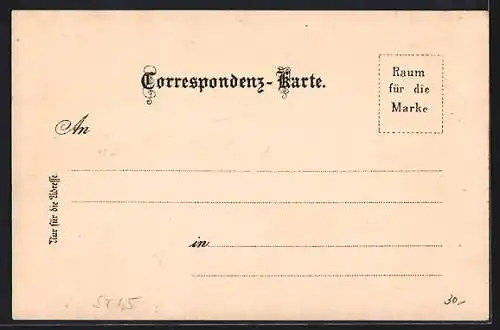 Correspondenz-Karte.
Raum
für die
Marke
An
Nur für die Adresse.
in
30,-